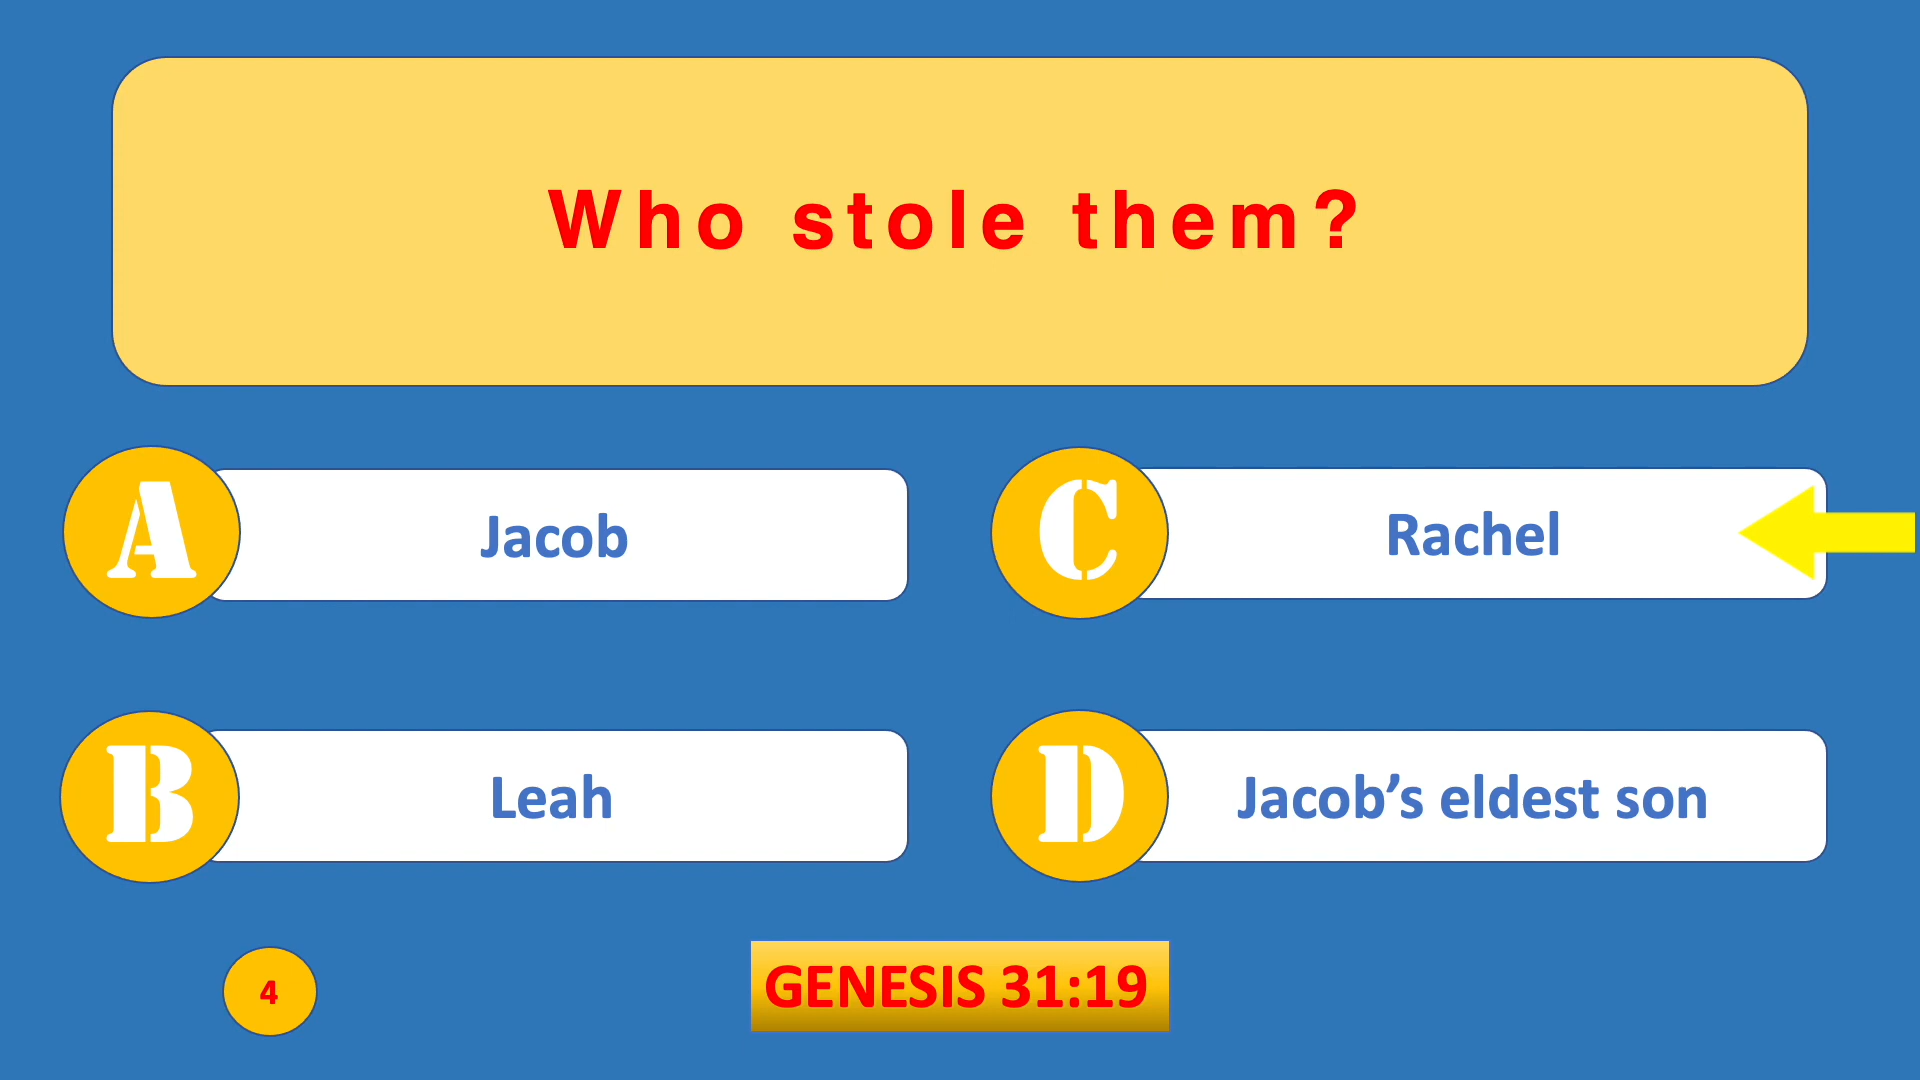 Who stole them?
A Jacob
C Rachel
B Leah
D Jacob’s eldest son
4
GENESIS 31:19